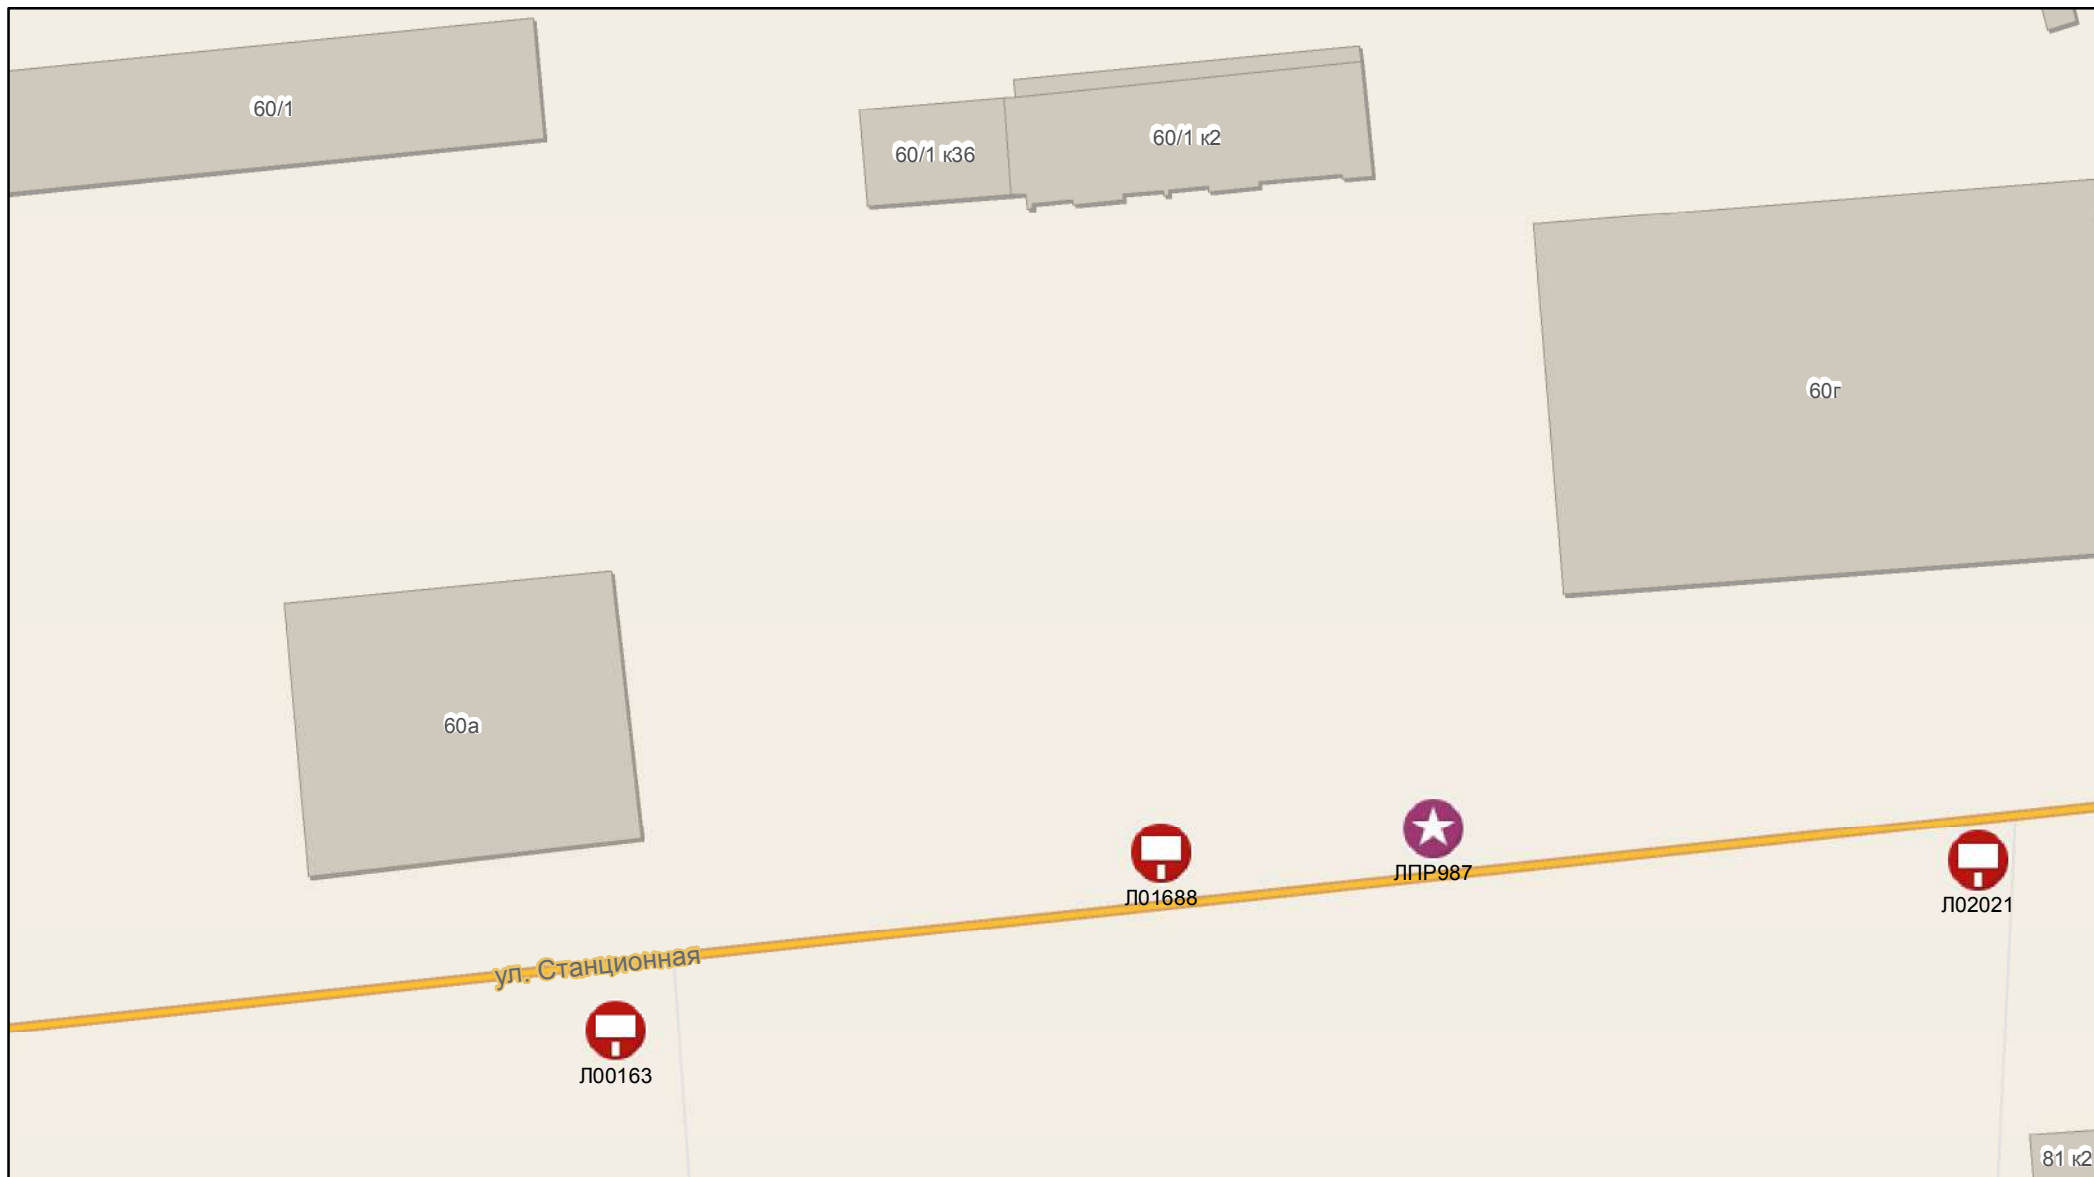 60/1
60/1 к36
60/1 к2
60г
60а
Л01688
ЛПР987
Л02021
ул. Станционная
Л00163
81 к2